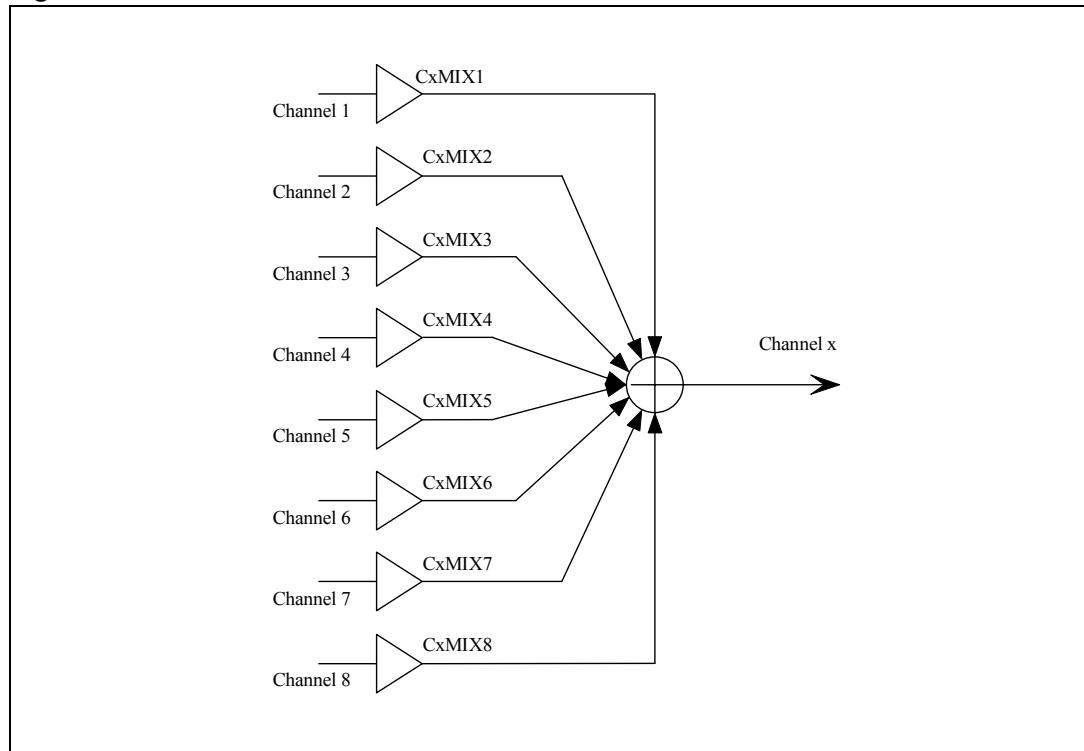 CxMIX1
Channel 1
CxMIX2
Channel 2
CxMIX3
Channel 3
CxMIX4
Channel 4
CxMIX5
Channel 5
CxMIX6
Channel 6
CxMIX7
Channel 7
CxMIX8
Channel 8
Channel x